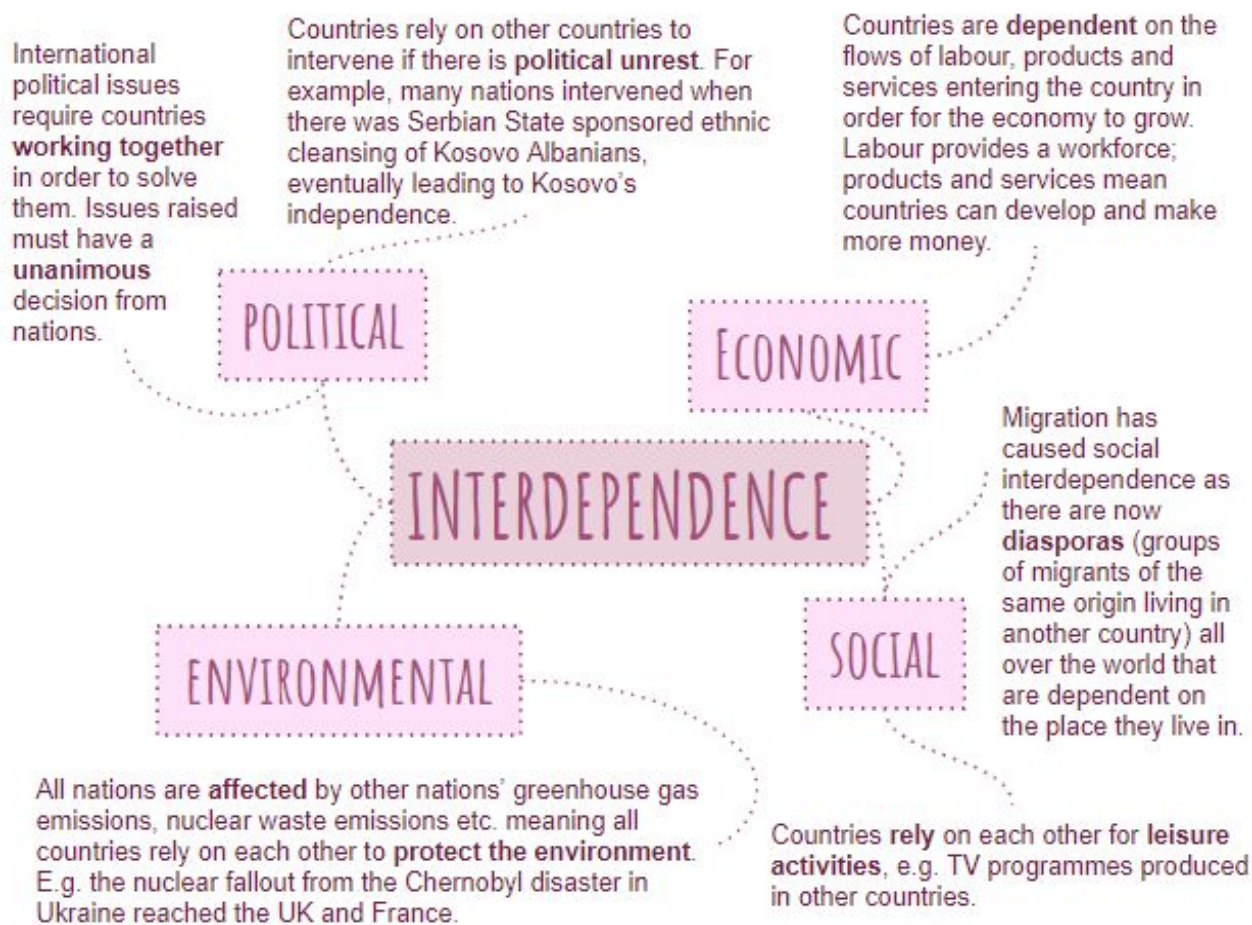 International
political issues
require countries
working together
in order to solve
them. Issues raised
must have a
unanimous
decision from
nations.
Countries rely on other countries to
intervene if there is political unrest. For
example, many nations intervened when
there was Serbian State sponsored ethnic
cleansing of Kosovo Albanians,
eventually leading to Kosovo's
independence.
Countries are dependent on the
flows of labour, products and
services entering the country in
order for the economy to grow.
Labour provides a workforce;
products and services mean
countries can develop and make
more money.
POLITICAL
ECONOMIC
INTERDEPENDENCE
Migration has
caused social
interdependence as
there are now
diasporas (groups
of migrants of the
same origin living in
another country) all
over the world that
are dependent on
the place they live in.
ENVIRONMENTAL
SOCIAL
All nations are affected by other nations' greenhouse gas
emissions, nuclear waste emissions etc. meaning all
countries rely on each other to protect the environment.
E.g. the nuclear fallout from the Chernobyl disaster in
Ukraine reached the UK and France.
Countries rely on each other for leisure
activities, e.g. TV programmes produced
in other countries.